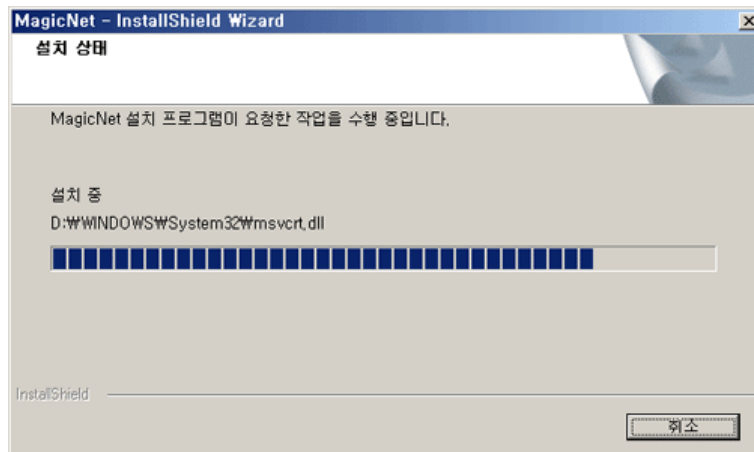 MagicNet - InstallShield Wizard
설치 상태
MagicNet 설치 프로그램이 요청한 작업을 수행 중입니다.
설치 중
D:₩WINDOWS₩System32₩msvcrt.dll
InstallShield
취소